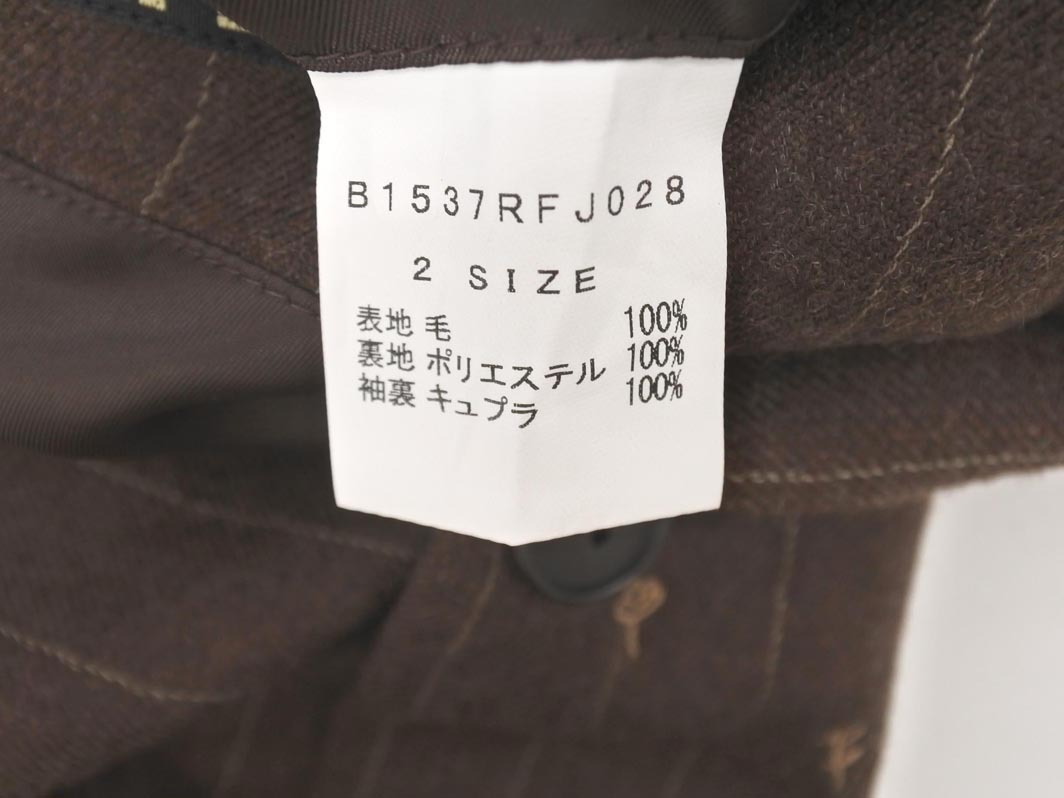 B1537RFJ028
2 SIZE
表地 毛 100%
裏地 ポリエステル 100%
袖裏 キュプラ 100%
F